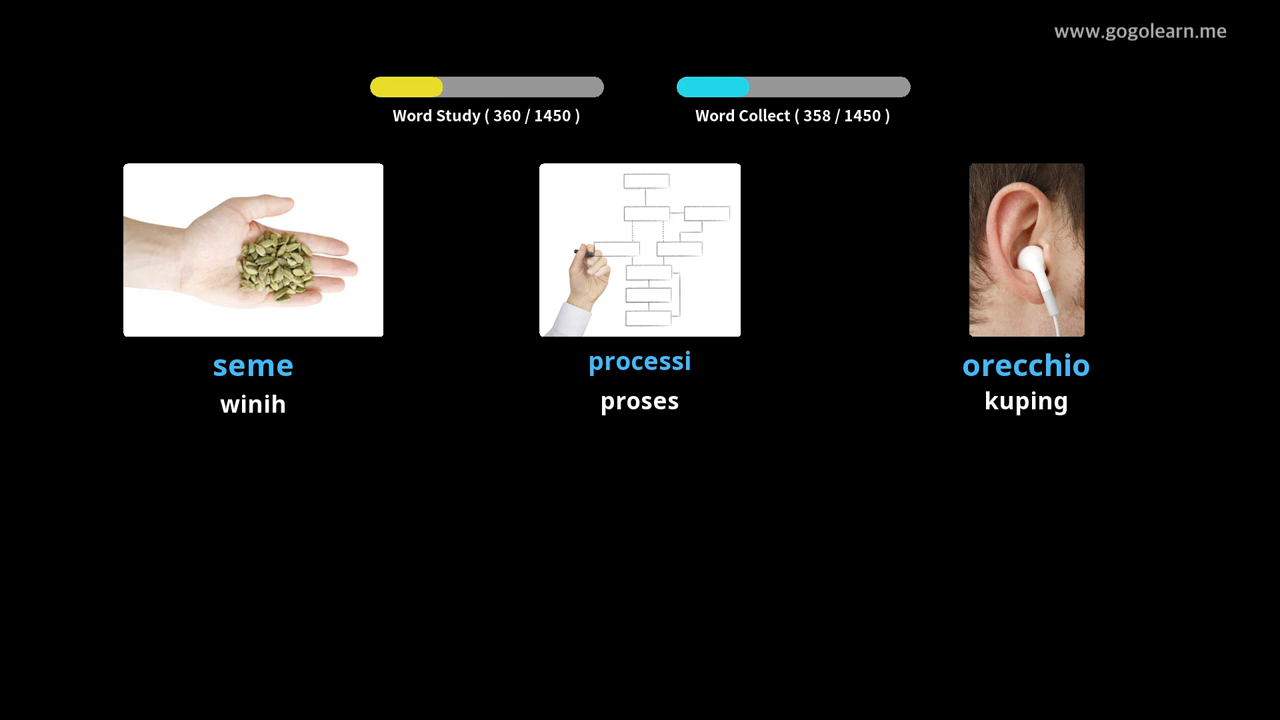 www.gogolearn.me
Word Study ( 360 / 1450 )
Word Collect ( 358 / 1450 )
seme
winih
processi
proses
orecchio
kuping